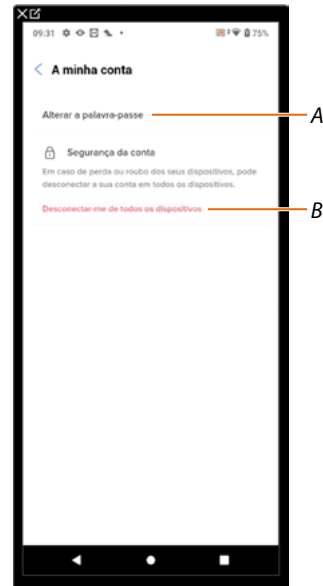 09:31 75%
A minha conta
Alterar a palavra-passe A
Segurança da conta
Em caso de perda ou roubo dos seus dispositivos, pode
desconectar a sua conta em todos os dispositivos.
Desconectar-me de todos os dispositivos B